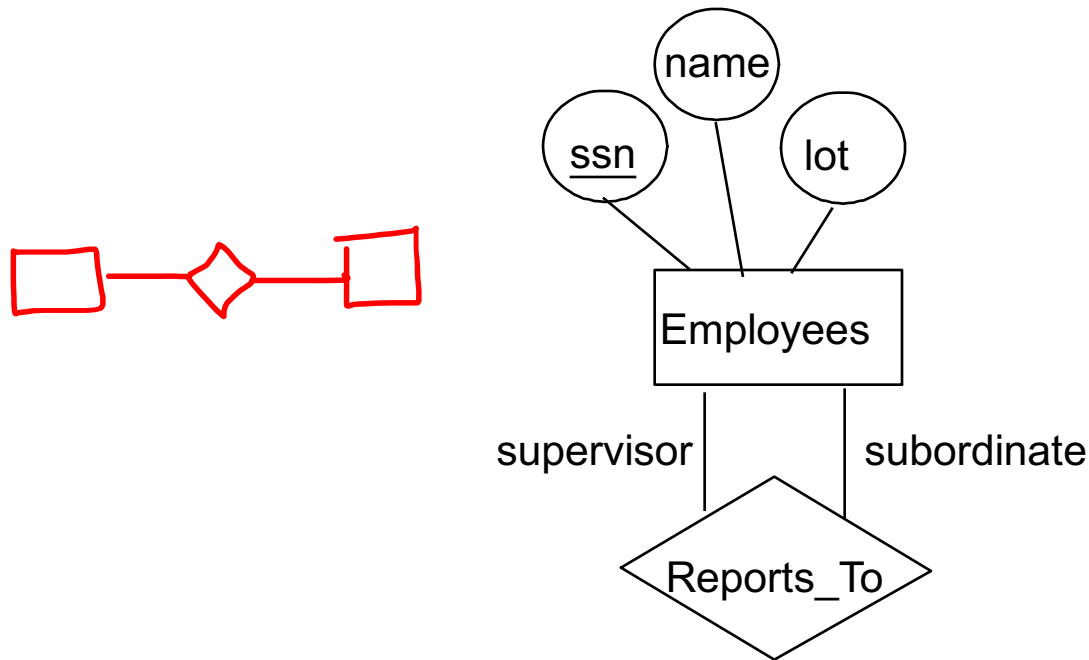 name
ssn
lot
Employees
supervisor
subordinate
Reports_To